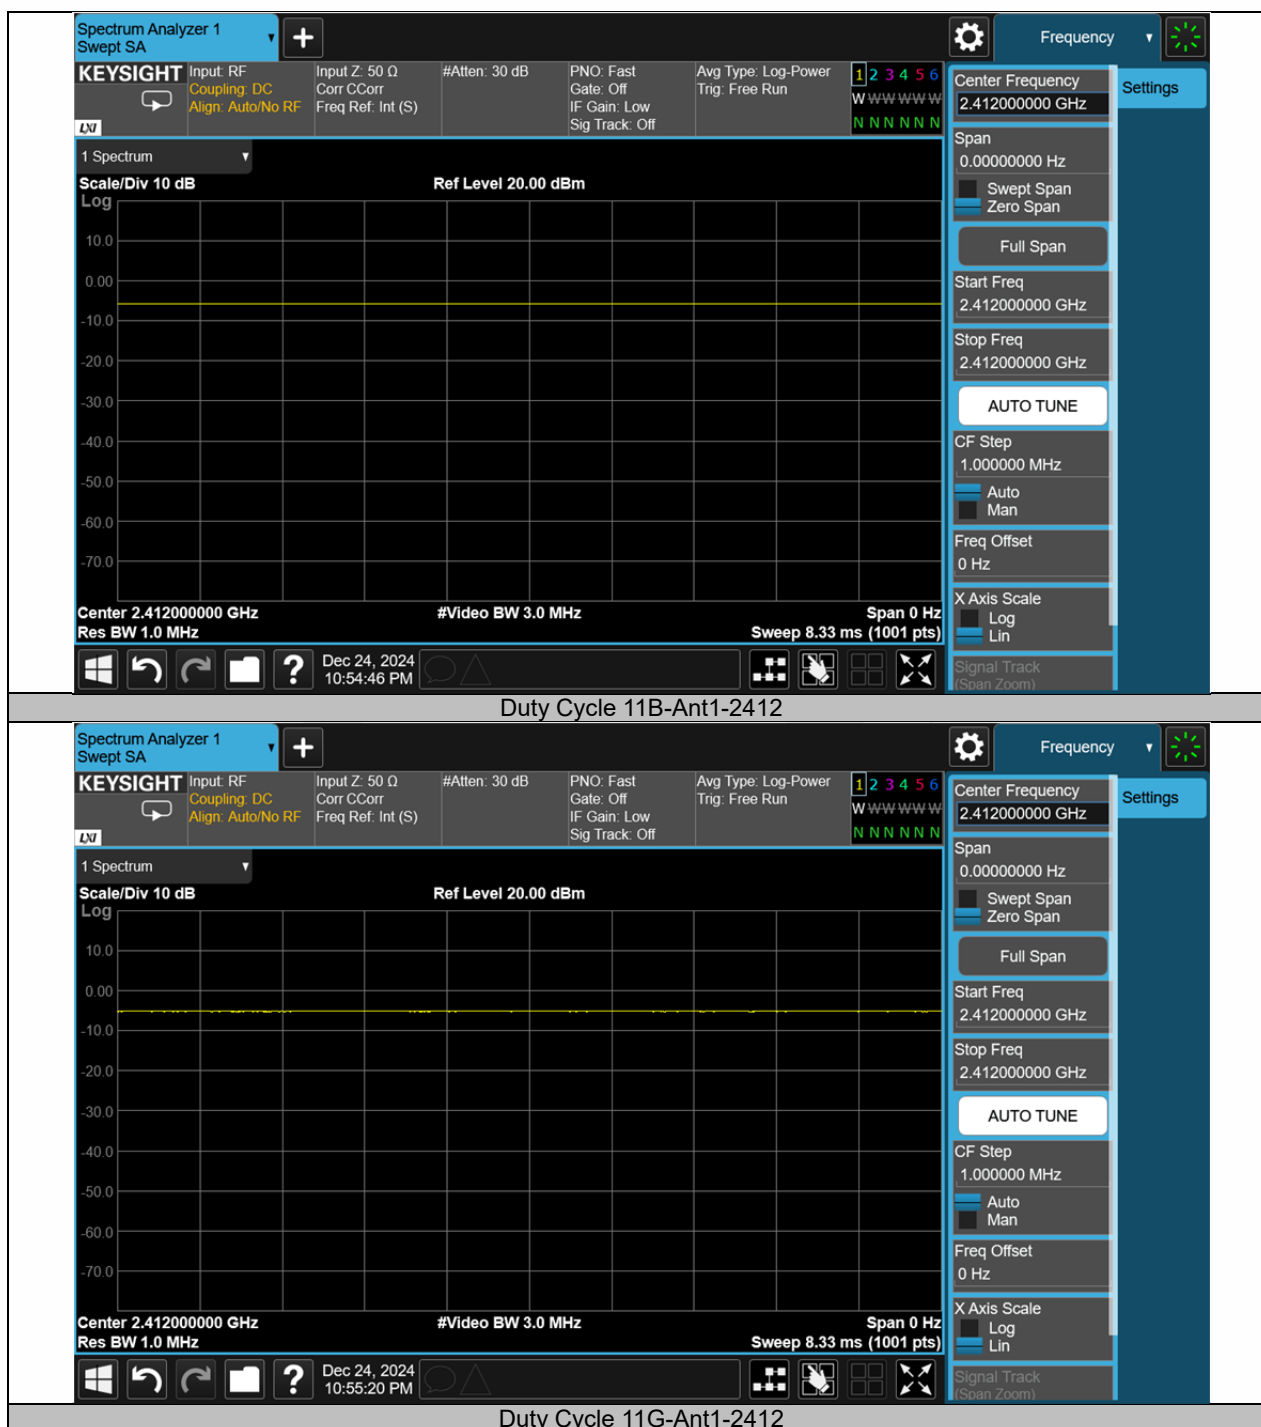 Spectrum Analyzer 1
Swept SA
Frequency
KEYSIGHT
LXI
Input: RF
Coupling: DC
Align: Auto/No RF
Input Z: 50 Ω
Corr CCorr
Freq Ref: Int (S)
#Atten: 30 dB
PNO: Fast
Gate: Off
IF Gain: Low
Sig Track: Off
Avg Type: Log-Power
Trig: Free Run
1 2 3 4 5 6
W W W W W W
N N N N N N
1 Spectrum
Scale/Div 10 dB
Ref Level 20.00 dBm
Log
10.0
0.00
-10.0
-20.0
-30.0
-40.0
-50.0
-60.0
-70.0
Center 2.412000000 GHz
#Video BW 3.0 MHz
Span 0 Hz
Res BW 1.0 MHz
Sweep 8.33 ms (1001 pts)
?
Dec 24, 2024
10:54:46 PM
Center Frequency
2.412000000 GHz
Settings
Span
0.00000000 Hz
Swept Span
Zero Span
Full Span
Start Freq
2.412000000 GHz
Stop Freq
2.412000000 GHz
AUTO TUNE
CF Step
1.000000 MHz
Auto
Man
Freq Offset
0 Hz
X Axis Scale
Log
Lin
Signal Track
(Span Zoom)
Duty Cycle 11B-Ant1-2412
Spectrum Analyzer 1
Swept SA
Frequency
KEYSIGHT
LXI
Input: RF
Coupling: DC
Align: Auto/No RF
Input Z: 50 Ω
Corr CCorr
Freq Ref: Int (S)
#Atten: 30 dB
PNO: Fast
Gate: Off
IF Gain: Low
Sig Track: Off
Avg Type: Log-Power
Trig: Free Run
1 2 3 4 5 6
W W W W W W
N N N N N N
1 Spectrum
Scale/Div 10 dB
Ref Level 20.00 dBm
Log
10.0
0.00
-10.0
-20.0
-30.0
-40.0
-50.0
-60.0
-70.0
Center 2.412000000 GHz
#Video BW 3.0 MHz
Span 0 Hz
Res BW 1.0 MHz
Sweep 8.33 ms (1001 pts)
?
Dec 24, 2024
10:55:20 PM
Center Frequency
2.412000000 GHz
Settings
Span
0.00000000 Hz
Swept Span
Zero Span
Full Span
Start Freq
2.412000000 GHz
Stop Freq
2.412000000 GHz
AUTO TUNE
CF Step
1.000000 MHz
Auto
Man
Freq Offset
0 Hz
X Axis Scale
Log
Lin
Signal Track
(Span Zoom)
Duty Cycle 11G-Ant1-2412